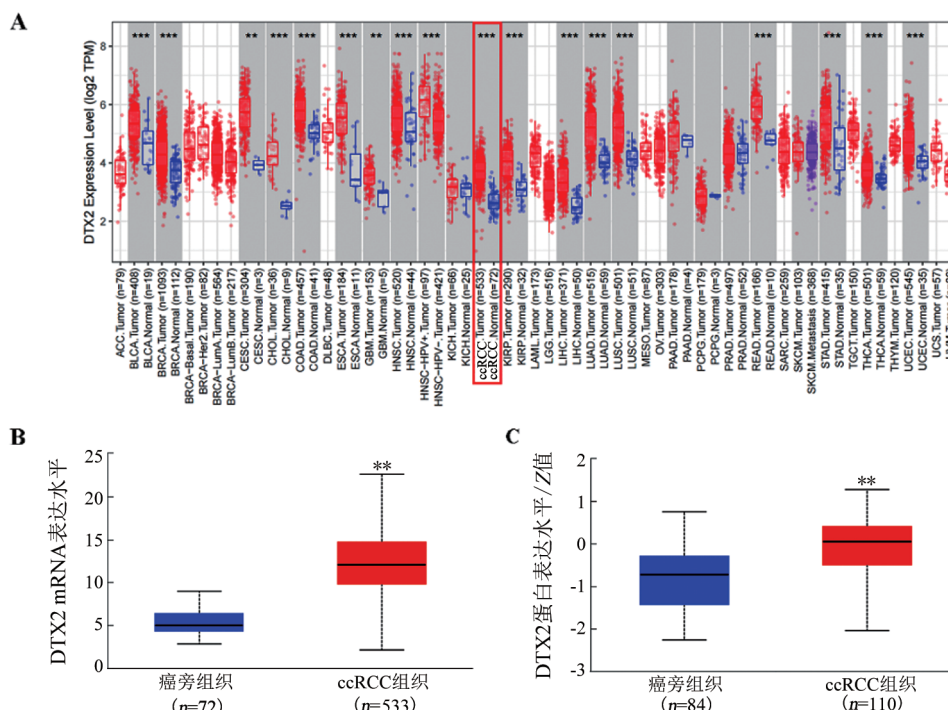 A
*** *** ** *** *** *** ** *** *** *** *** *** *** *** *** *** *** ***
DTX2 Expression Level (log2 TPM)
8
6
4
2
ACC.Tumor (n=79)
BLCA.Tumor (n=408)
BLCA.Normal (n=19)
BRCA.Tumor (n=1093)
BRCA.Normal (n=112)
BRCA-Basal.Tumor (n=190)
BRCA-Her2.Tumor (n=82)
BRCA-LumA.Tumor (n=564)
BRCA-LumB.Tumor (n=217)
CESC.Tumor (n=304)
CESC.Normal (n=3)
CHOL.Tumor (n=36)
CHOL.Normal (n=9)
COAD.Tumor (n=457)
COAD.Normal (n=41)
DLBC.Tumor (n=48)
ESCA.Tumor (n=184)
ESCA.Normal (n=11)
GBM.Tumor (n=153)
GBM.Normal (n=5)
HNSC.Tumor (n=520)
HNSC.Normal (n=44)
HNSC-HPV+.Tumor (n=97)
HNSC-HPV-.Tumor (n=421)
KICH.Tumor (n=66)
KICH.Normal (n=25)
ccRCC.Tumor (n=533)
ccRCC.Normal (n=72)
KIRP.Tumor (n=290)
KIRP.Normal (n=32)
LAML.Tumor (n=173)
LGG.Tumor (n=516)
LIHC.Tumor (n=371)
LIHC.Normal (n=50)
LUAD.Tumor (n=515)
LUAD.Normal (n=59)
LUSC.Tumor (n=501)
LUSC.Normal (n=51)
MESO.Tumor (n=87)
OV.Tumor (n=303)
PAAD.Tumor (n=178)
PAAD.Normal (n=4)
PCPG.Tumor (n=179)
PCPG.Normal (n=3)
PRAD.Tumor (n=497)
PRAD.Normal (n=52)
READ.Tumor (n=166)
READ.Normal (n=10)
SARC.Tumor (n=259)
SKCM.Tumor (n=103)
SKCM.Metastasis (n=368)
STAD.Tumor (n=415)
STAD.Normal (n=35)
TGCT.Tumor (n=150)
THCA.Tumor (n=501)
THCA.Normal (n=59)
THYM.Tumor (n=120)
UCEC.Tumor (n=545)
UCEC.Normal (n=35)
UCS.Tumor (n=57)
B
DTX2 mRNA表达水平
25
20
15
10
5
0
**
癌旁组织
(n=72)
ccRCC组织
(n=533)
C
DTX2蛋白表达水平/Z值
2
1
0
-1
-2
-3
**
癌旁组织
(n=84)
ccRCC组织
(n=110)